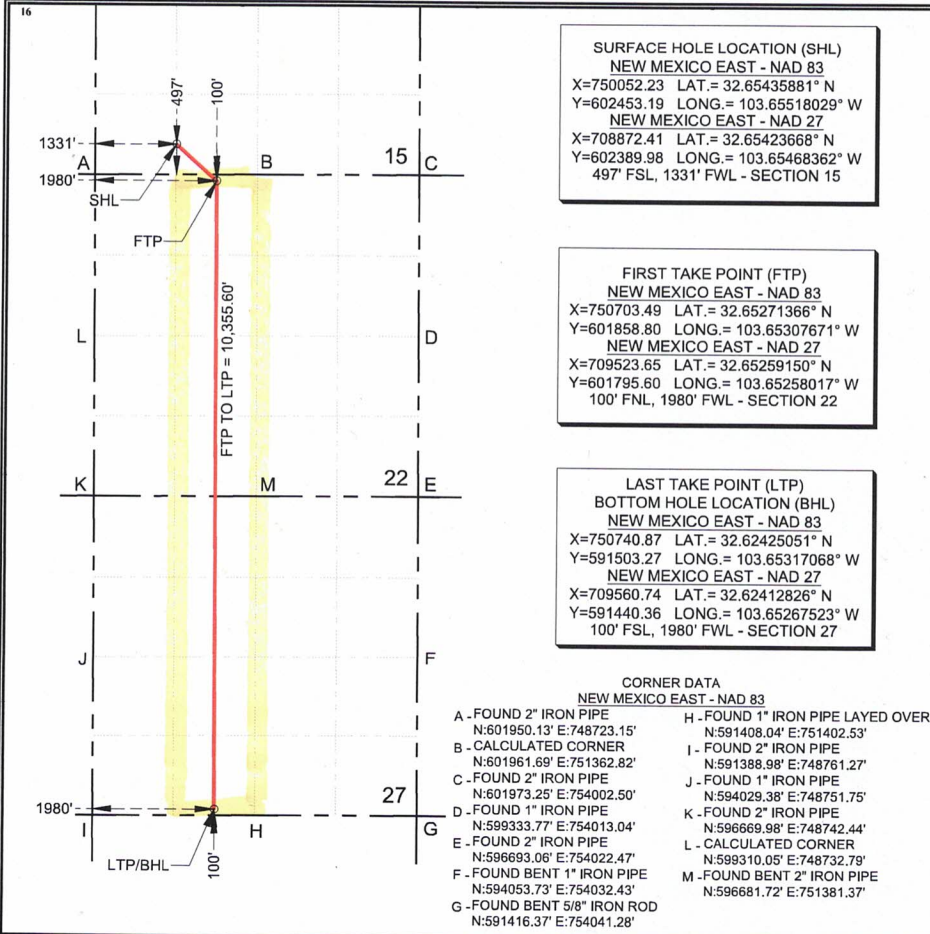 16
497'
100'
1331'
A
B
15
C
1980'
SHL
FTP
L
D
FTP TO LTP = 10,355.60'
K
M
22
E
J
F
1980'
27
I
H
G
LTP/BHL
100'
SURFACE HOLE LOCATION (SHL)
NEW MEXICO EAST - NAD 83
X=750052.23 LAT.= 32.65435881° N
Y=602453.19 LONG.= 103.65518029° W
NEW MEXICO EAST - NAD 27
X=708872.41 LAT.= 32.65423668° N
Y=602389.98 LONG.= 103.65468362° W
497' FSL, 1331' FWL - SECTION 15
FIRST TAKE POINT (FTP)
NEW MEXICO EAST - NAD 83
X=750703.49 LAT.= 32.65271366° N
Y=601858.80 LONG.= 103.65307671° W
NEW MEXICO EAST - NAD 27
X=709523.65 LAT.= 32.65259150° N
Y=601795.60 LONG.= 103.65258017° W
100' FNL, 1980' FWL - SECTION 22
LAST TAKE POINT (LTP)
BOTTOM HOLE LOCATION (BHL)
NEW MEXICO EAST - NAD 83
X=750740.87 LAT.= 32.62425051° N
Y=591503.27 LONG.= 103.65317068° W
NEW MEXICO EAST - NAD 27
X=709560.74 LAT.= 32.62412826° N
Y=591440.36 LONG.= 103.65267523° W
100' FSL, 1980' FWL - SECTION 27
CORNER DATA
NEW MEXICO EAST - NAD 83
A - FOUND 2" IRON PIPE
N:601950.13' E:748723.15'
B - CALCULATED CORNER
N:601961.69' E:751362.82'
C - FOUND 2" IRON PIPE
N:601973.25' E:754002.50'
D - FOUND 1" IRON PIPE
N:599333.77' E:754013.04'
E - FOUND 2" IRON PIPE
N:596693.06' E:754022.47'
F - FOUND BENT 1" IRON PIPE
N:594053.73' E:754032.43'
G - FOUND BENT 5/8" IRON ROD
N:591416.37' E:754041.28'
H - FOUND 1" IRON PIPE LAYED OVER
N:591408.04' E:751402.53'
I - FOUND 2" IRON PIPE
N:591388.98' E:748761.27'
J - FOUND 1" IRON PIPE
N:594029.38' E:748751.75'
K - FOUND 2" IRON PIPE
N:596669.98' E:748742.44'
L - CALCULATED CORNER
N:599310.05' E:748732.79'
M - FOUND BENT 2" IRON PIPE
N:596681.72' E:751381.37'